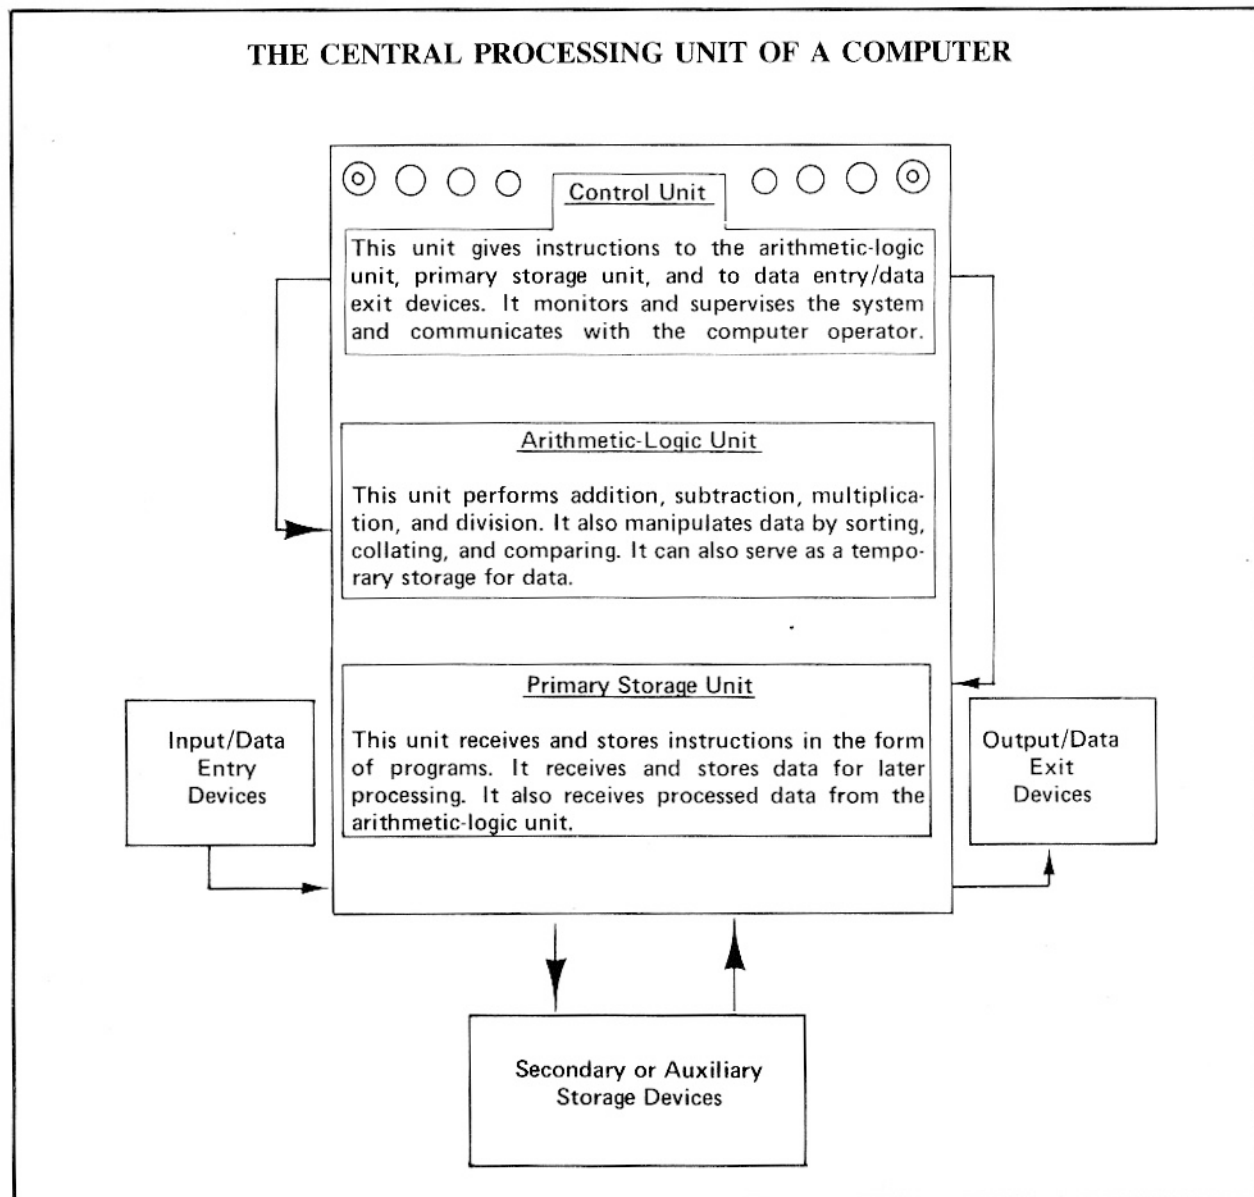 THE CENTRAL PROCESSING UNIT OF A COMPUTER
Control Unit
This unit gives instructions to the arithmetic-logic
unit, primary storage unit, and to data entry/data
exit devices. It monitors and supervises the system
and communicates with the computer operator.
Arithmetic-Logic Unit
This unit performs addition, subtraction, multiplica-
tion, and division. It also manipulates data by sorting,
collating, and comparing. It can also serve as a tempo-
rary storage for data.
Primary Storage Unit
This unit receives and stores instructions in the form
of programs. It receives and stores data for later
processing. It also receives processed data from the
arithmetic-logic unit.
Input/Data
Entry
Devices
Output/Data
Exit
Devices
Secondary or Auxiliary
Storage Devices